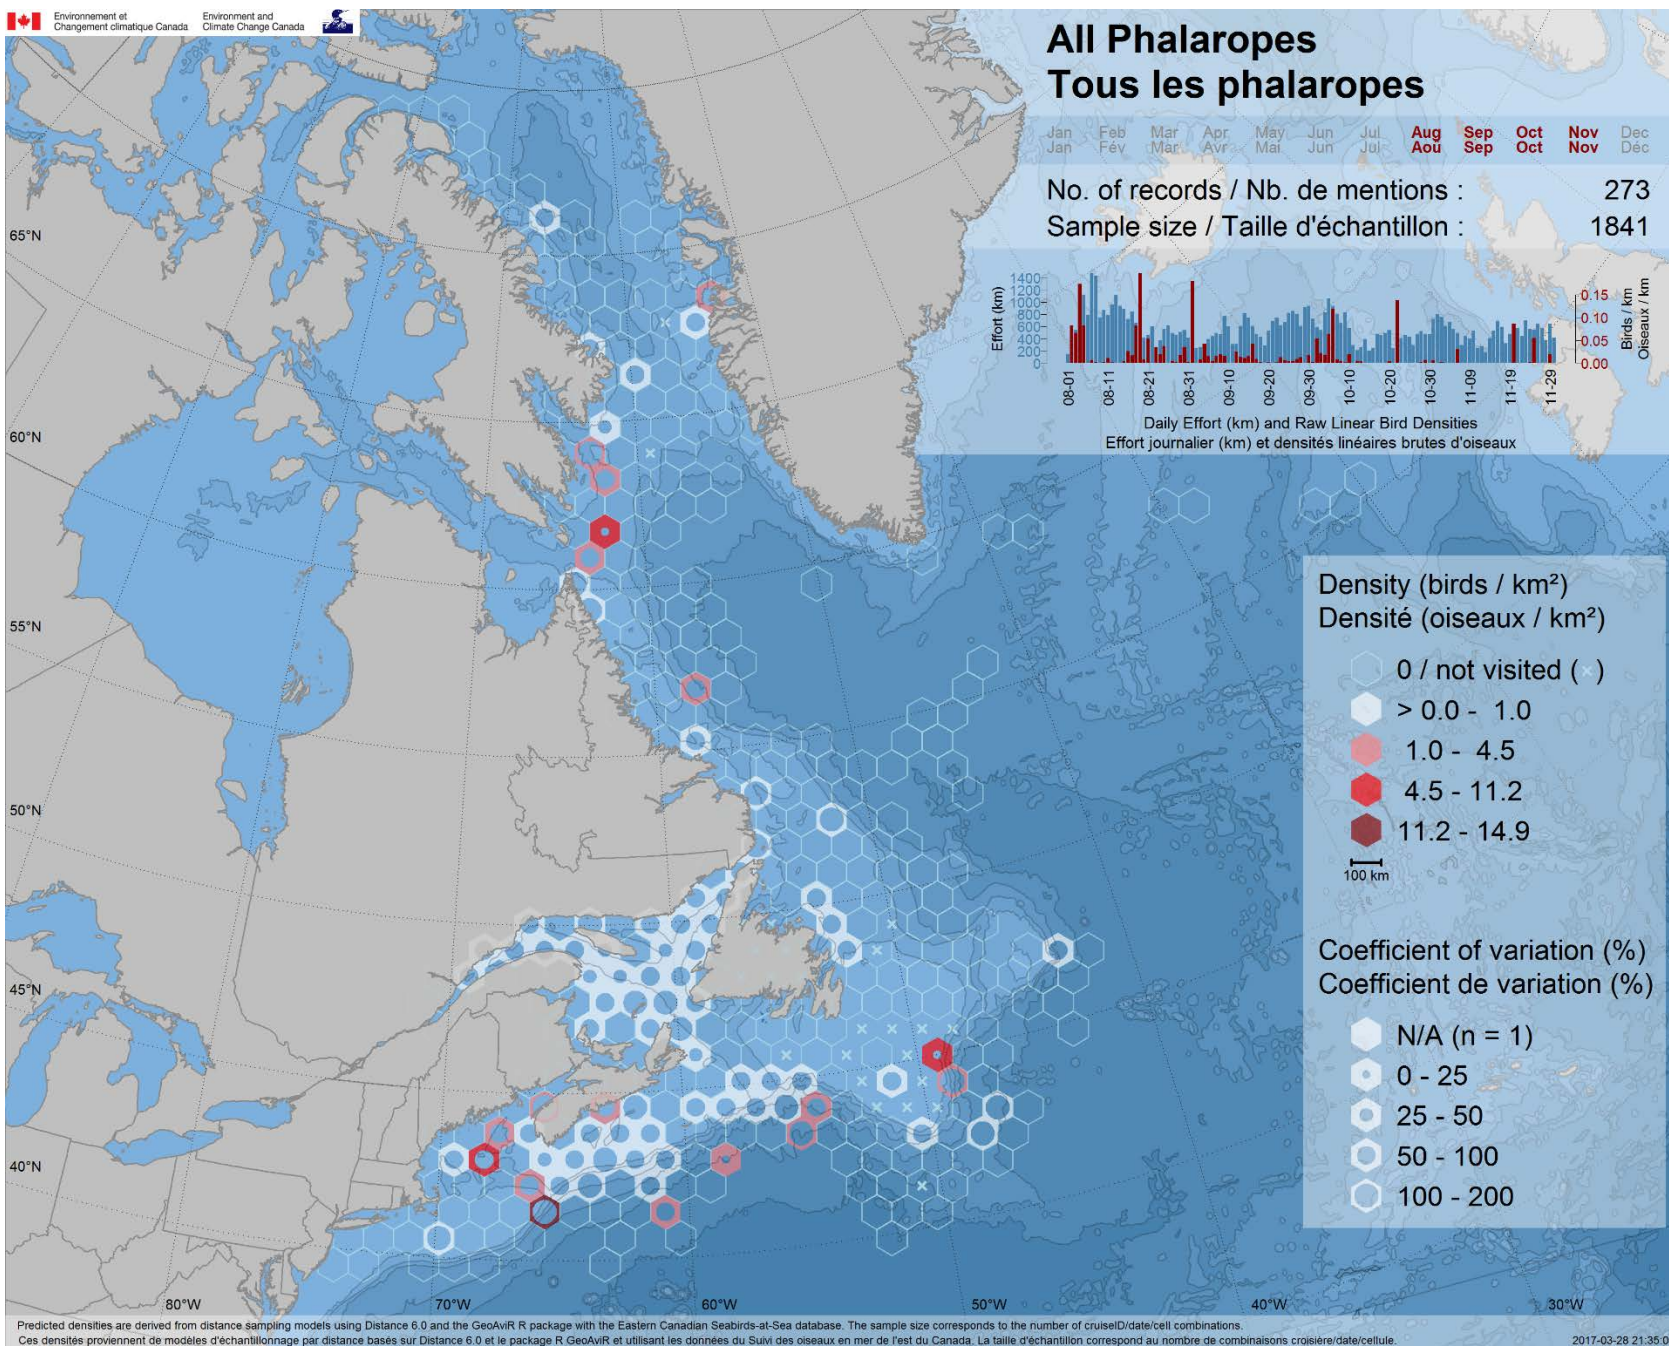 Environnement et
Changement climatique Canada
Environment and
Climate Change Canada
All Phalaropes
Tous les phalaropes
Jan Feb Mar Apr May Jun Jul Aug Sep Oct Nov Dec
Jan Fév Mar Avr Mai Jun Jul Aoû Sep Oct Nov Déc
No. of records / Nb. de mentions : 273
Sample size / Taille d'échantillon : 1841
Effort (km)
1400
1000
800
600
400
200
0
0.15
0.10
0.05
0.00
Birds / km
Oiseaux / km
08-01 08-11 08-21 08-31 09-10 09-20 09-30 10-10 10-20 10-30 11-09 11-19 11-29
Daily Effort (km) and Raw Linear Bird Densities
Effort journalier (km) et densités linéaires brutes d'oiseaux
65°N
60°N
55°N
50°N
45°N
40°N
Density (birds / km²)
Densité (oiseaux / km²)
0 / not visited (×)
> 0.0 - 1.0
1.0 - 4.5
4.5 - 11.2
11.2 - 14.9
100 km
Coefficient of variation (%)
Coefficient de variation (%)
N/A (n = 1)
0 - 25
25 - 50
50 - 100
100 - 200
80°W 70°W 60°W 50°W 40°W 30°W
Predicted densities are derived from distance sampling models using Distance 6.0 and the GeoAviR R package with the Eastern Canadian Seabirds-at-Sea database. The sample size corresponds to the number of cruiseID/date/cell combinations.
Ces densités proviennent de modèles d'échantillonnage par distance basés sur Distance 6.0 et le package R GeoAviR et utilisant les données du Suivi des oiseaux en mer de l'est du Canada. La taille d'échantillon correspond au nombre de combinaisons croisière/date/cellule.
2017-03-28 21:35:0